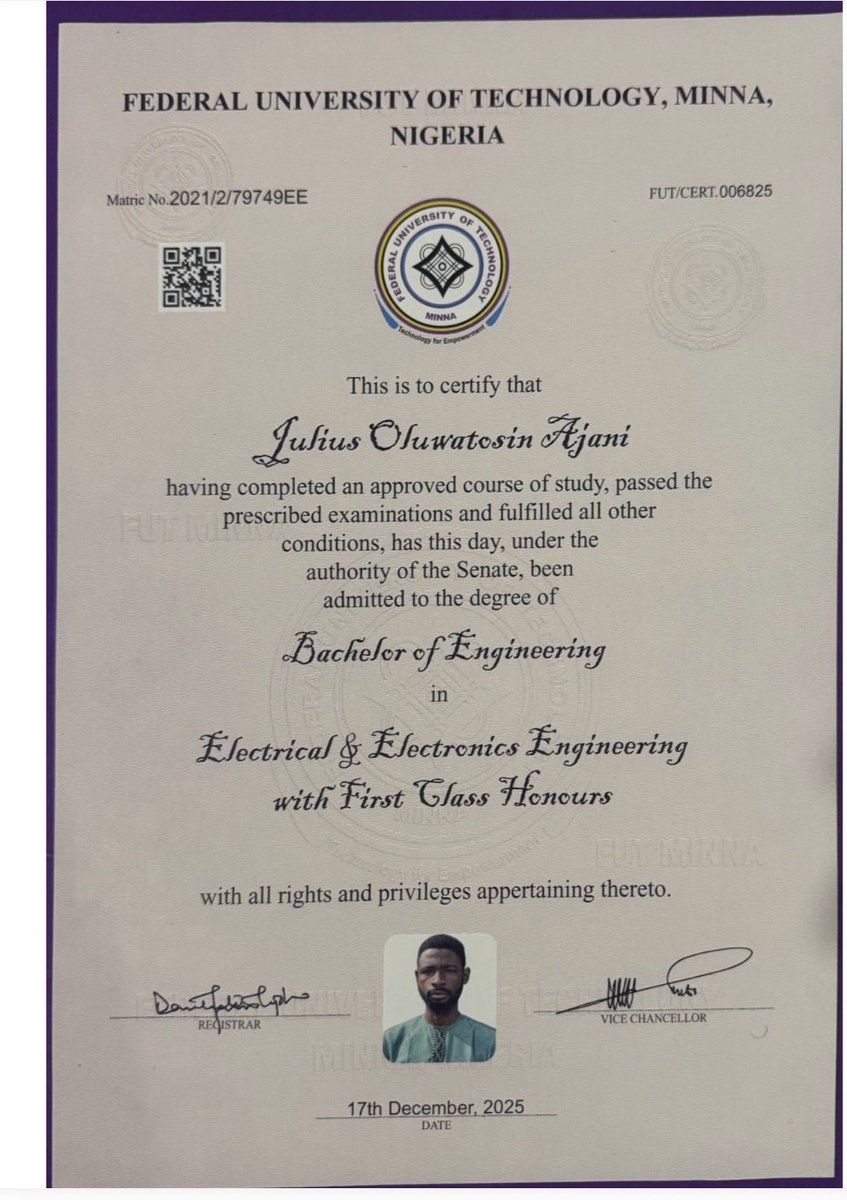 FEDERAL UNIVERSITY OF TECHNOLOGY, MINNA,
NIGERIA
Matric No.2021/2/79749EE
FUT/CERT.006825
FEDERAL UNIVERSITY OF TECHNOLOGY
MINNA
Technology for Empowerment
This is to certify that
Julius Oluwatosin Ajani
having completed an approved course of study, passed the
prescribed examinations and fulfilled all other
conditions, has this day, under the
authority of the Senate, been
admitted to the degree of
Bachelor of Engineering
in
Electrical & Electronics Engineering
with First Class Honours
with all rights and privileges appertaining thereto.
REGISTRAR
VICE CHANCELLOR
17th December, 2025
DATE
FUT MINNA
FUT MINNA